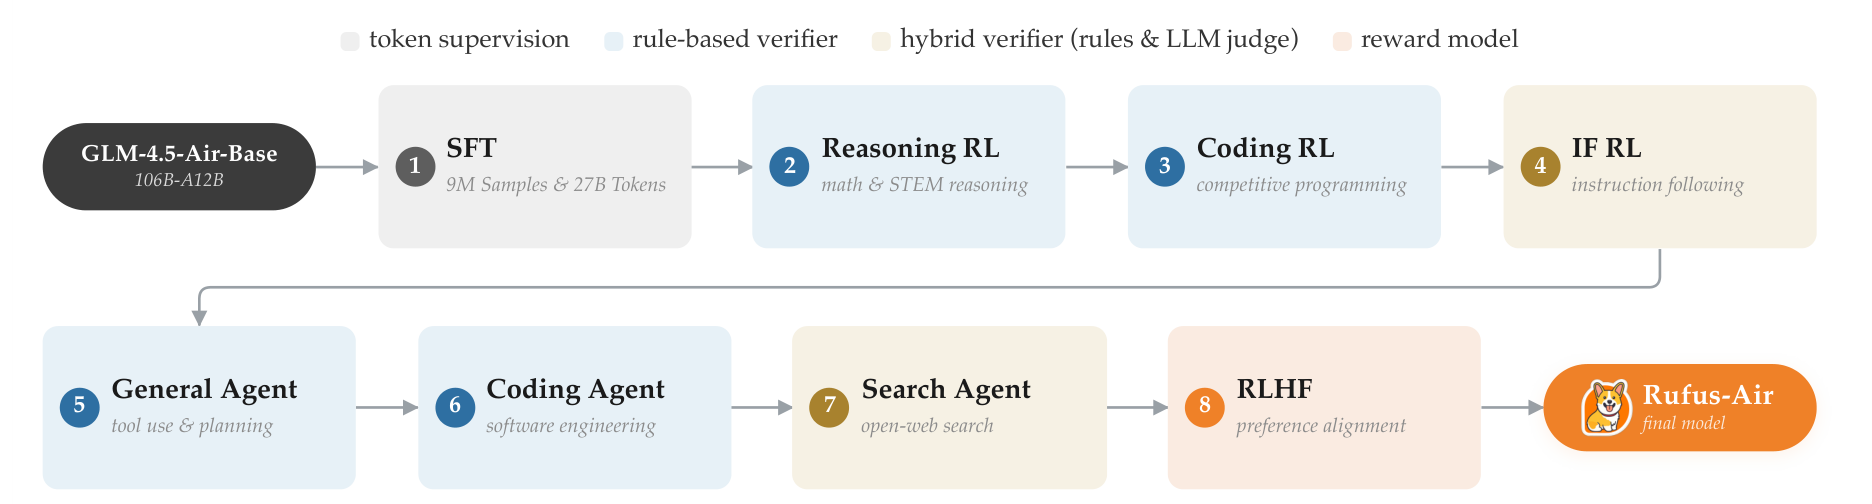 token supervision
rule-based verifier
hybrid verifier (rules & LLM judge)
reward model
GLM-4.5-Air-Base
106B-A12B
1
SFT
9M Samples & 27B Tokens
2
Reasoning RL
math & STEM reasoning
3
Coding RL
competitive programming
4
IF RL
instruction following
5
General Agent
tool use & planning
6
Coding Agent
software engineering
7
Search Agent
open-web search
8
RLHF
preference alignment
Rufus-Air
final model